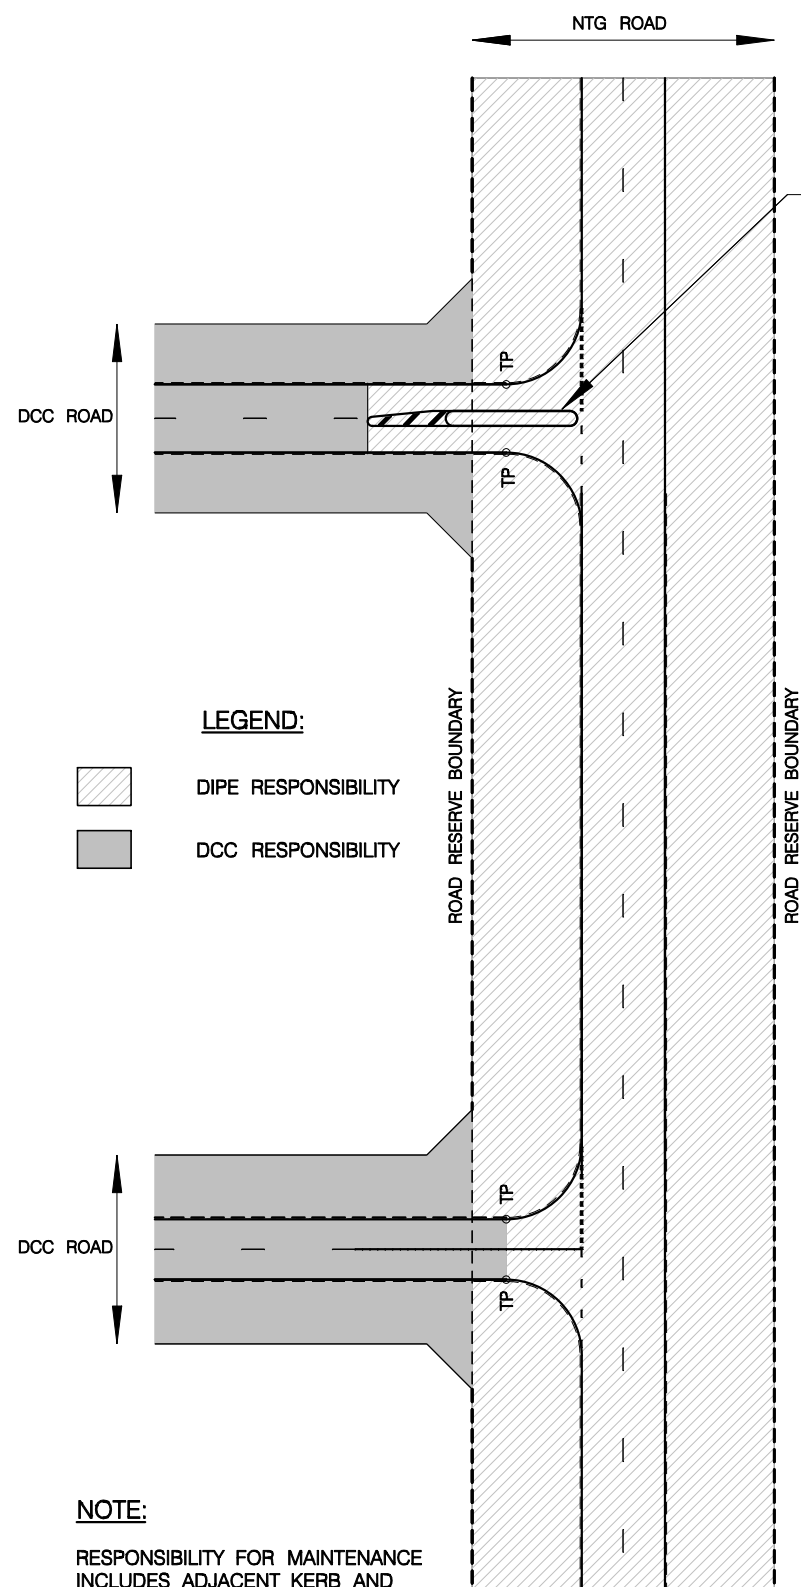 NTG ROAD
TP
DCC ROAD
TP
LEGEND:
DIPE RESPONSIBILITY
DCC RESPONSIBILITY
ROAD RESERVE BOUNDARY
ROAD RESERVE BOUNDARY
TP
DCC ROAD
TP
NOTE:
RESPONSIBILITY FOR MAINTENANCE
INCLUDES ADJACENT KERB AND